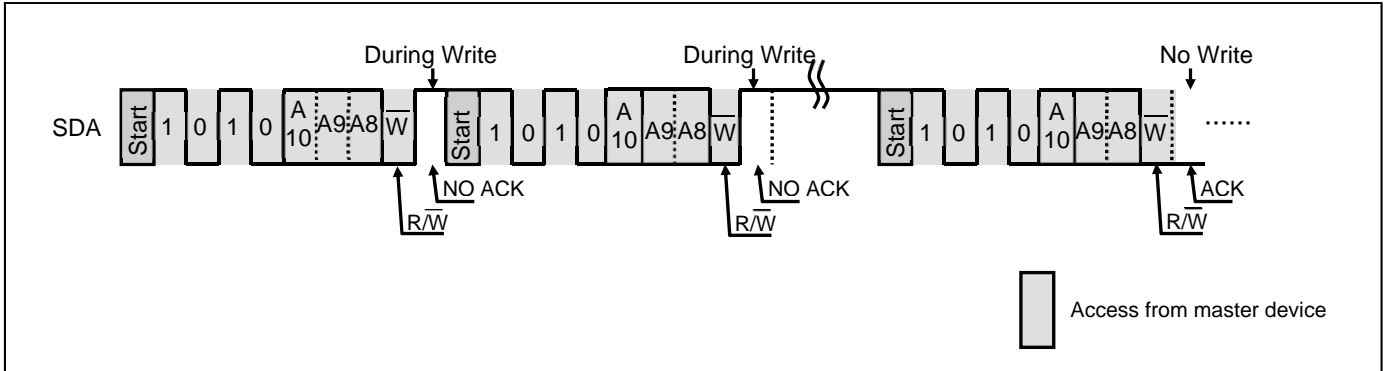 During Write During Write No Write
SDA Start 1 0 1 0 A 10 A9 A8 W̅ Start 1 0 1 0 A 10 A9 A8 W̅ Start 1 0 1 0 A 10 A9 A8 W̅ ......
NO ACK NO ACK ACK
R/W̅ R/W̅ R/W̅
Access from master device